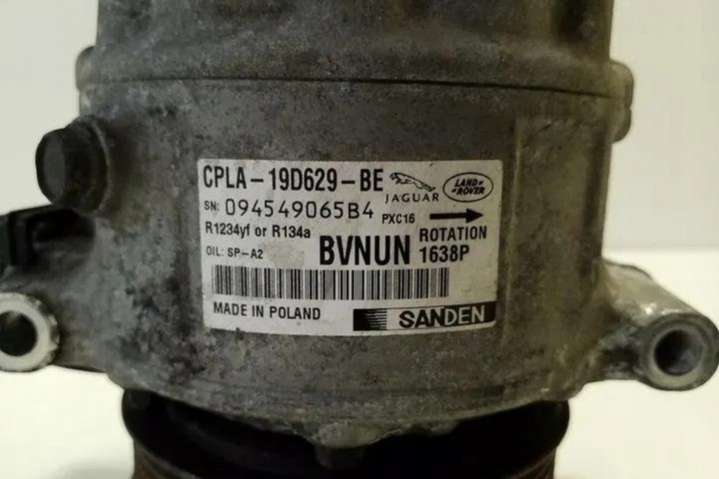 CPLA-19D629-BE
JAGUAR
LAND ROVER
SN: 094549065B4
PXC16
R1234yf or R134a
ROTATION
OIL: SP-A2
BVNUN
1638P
MADE IN POLAND
SANDEN